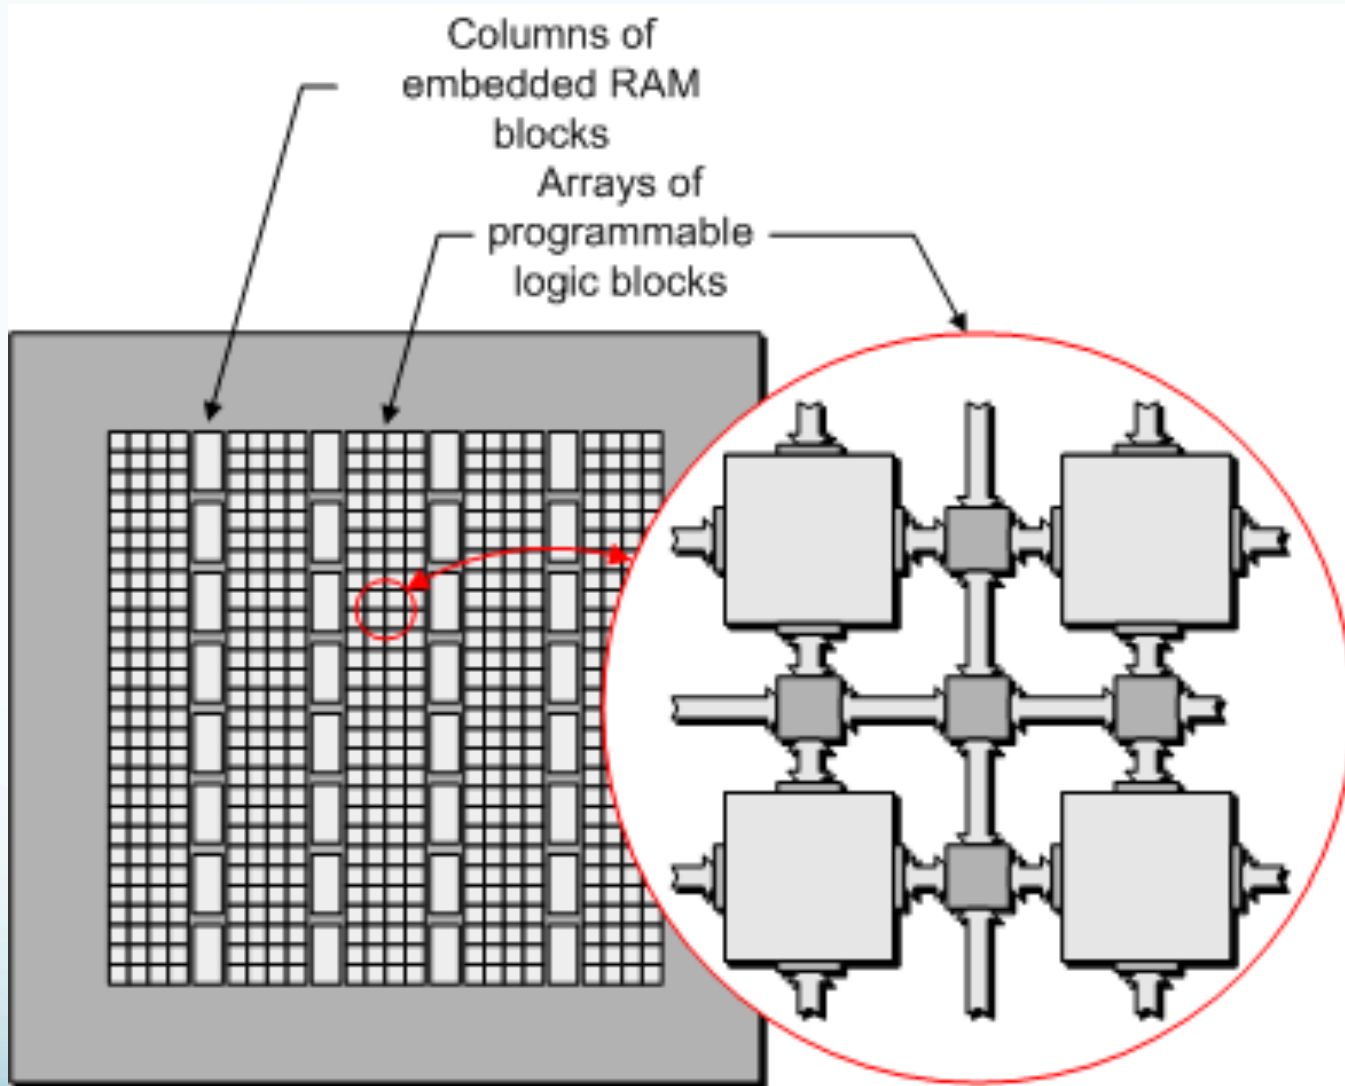 Columns of
embedded RAM
blocks
Arrays of
programmable
logic blocks